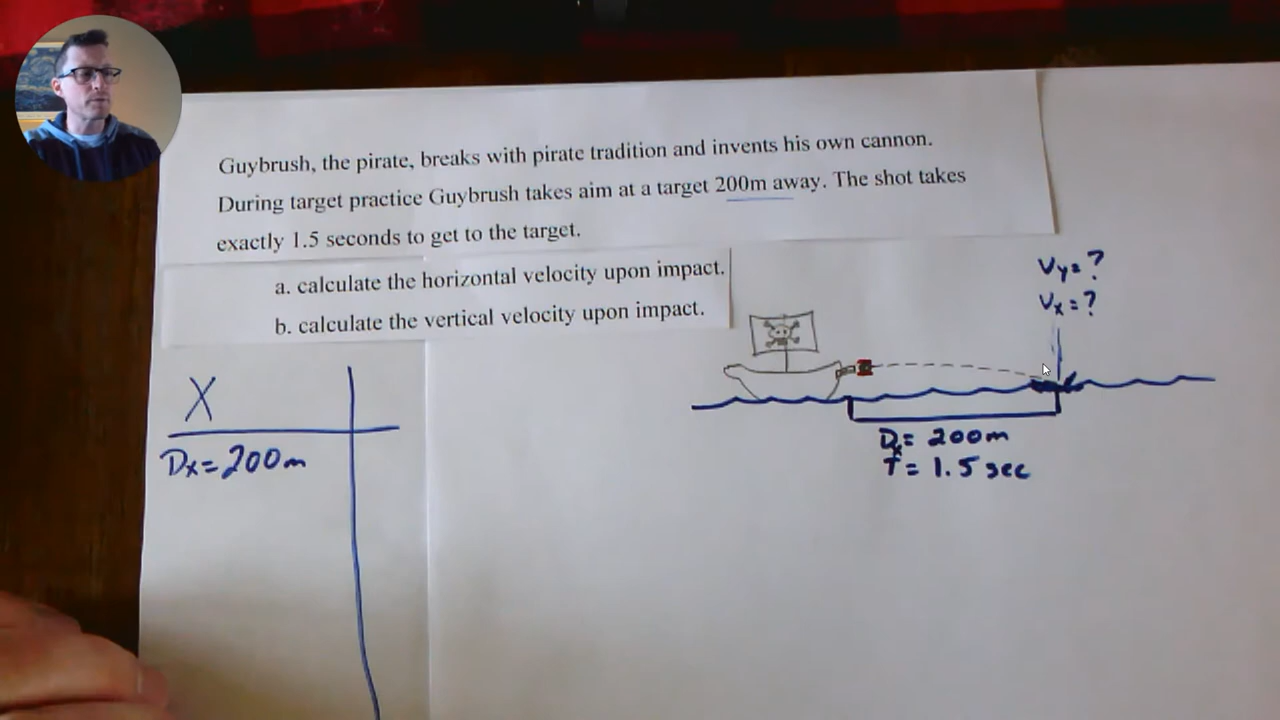 Guybrush, the pirate, breaks with pirate tradition and invents his own cannon.
During target practice Guybrush takes aim at a target 200m away. The shot takes
exactly 1.5 seconds to get to the target.
a. calculate the horizontal velocity upon impact.
b. calculate the vertical velocity upon impact.
Vy=?
Vx=?
X
Dx=200m
Dx= 200m
T= 1.5 sec